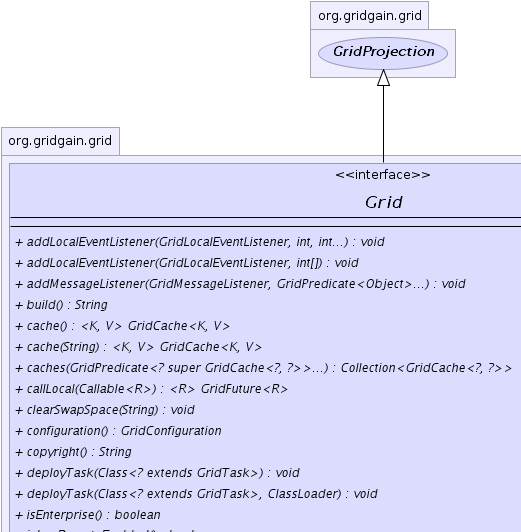 org.gridgain.grid
GridProjection
org.gridgain.grid
<<interface>>
Grid
+ addLocalEventListener(GridLocalEventListener, int, int...) : void
+ addLocalEventListener(GridLocalEventListener, int[]) : void
+ addMessageListener(GridMessageListener, GridPredicate<Object>...) : void
+ build() : String
+ cache() : <K, V> GridCache<K, V>
+ cache(String) : <K, V> GridCache<K, V>
+ caches(GridPredicate<? super GridCache<?, ?>>...) : Collection<GridCache<?, ?>>
+ callLocal(Callable<R>) : <R> GridFuture<R>
+ clearSwapSpace(String) : void
+ configuration() : GridConfiguration
+ copyright() : String
+ deployTask(Class<? extends GridTask>) : void
+ deployTask(Class<? extends GridTask>, ClassLoader) : void
+ isEnterprise() : boolean